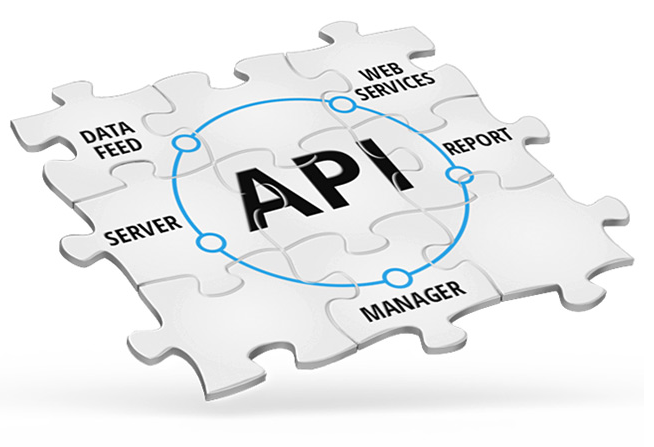 WEB
SERVICES
DATA
FEED
API
REPORT
SERVER
MANAGER